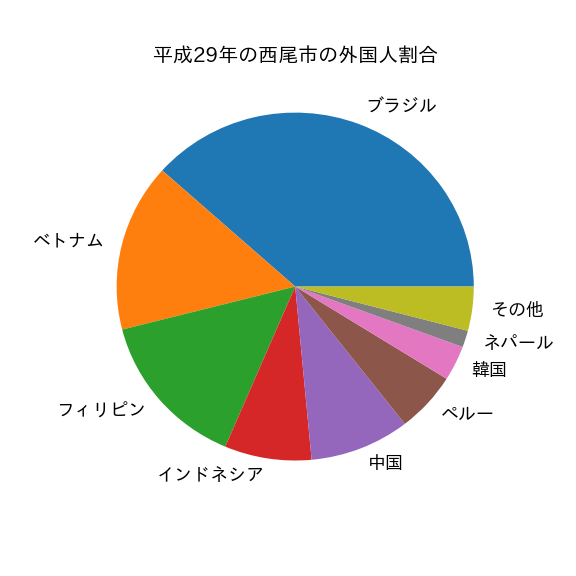 平成29年の西尾市の外国人割合
ブラジル
ベトナム
フィリピン
インドネシア
中国
ペルー
韓国
ネパール
その他